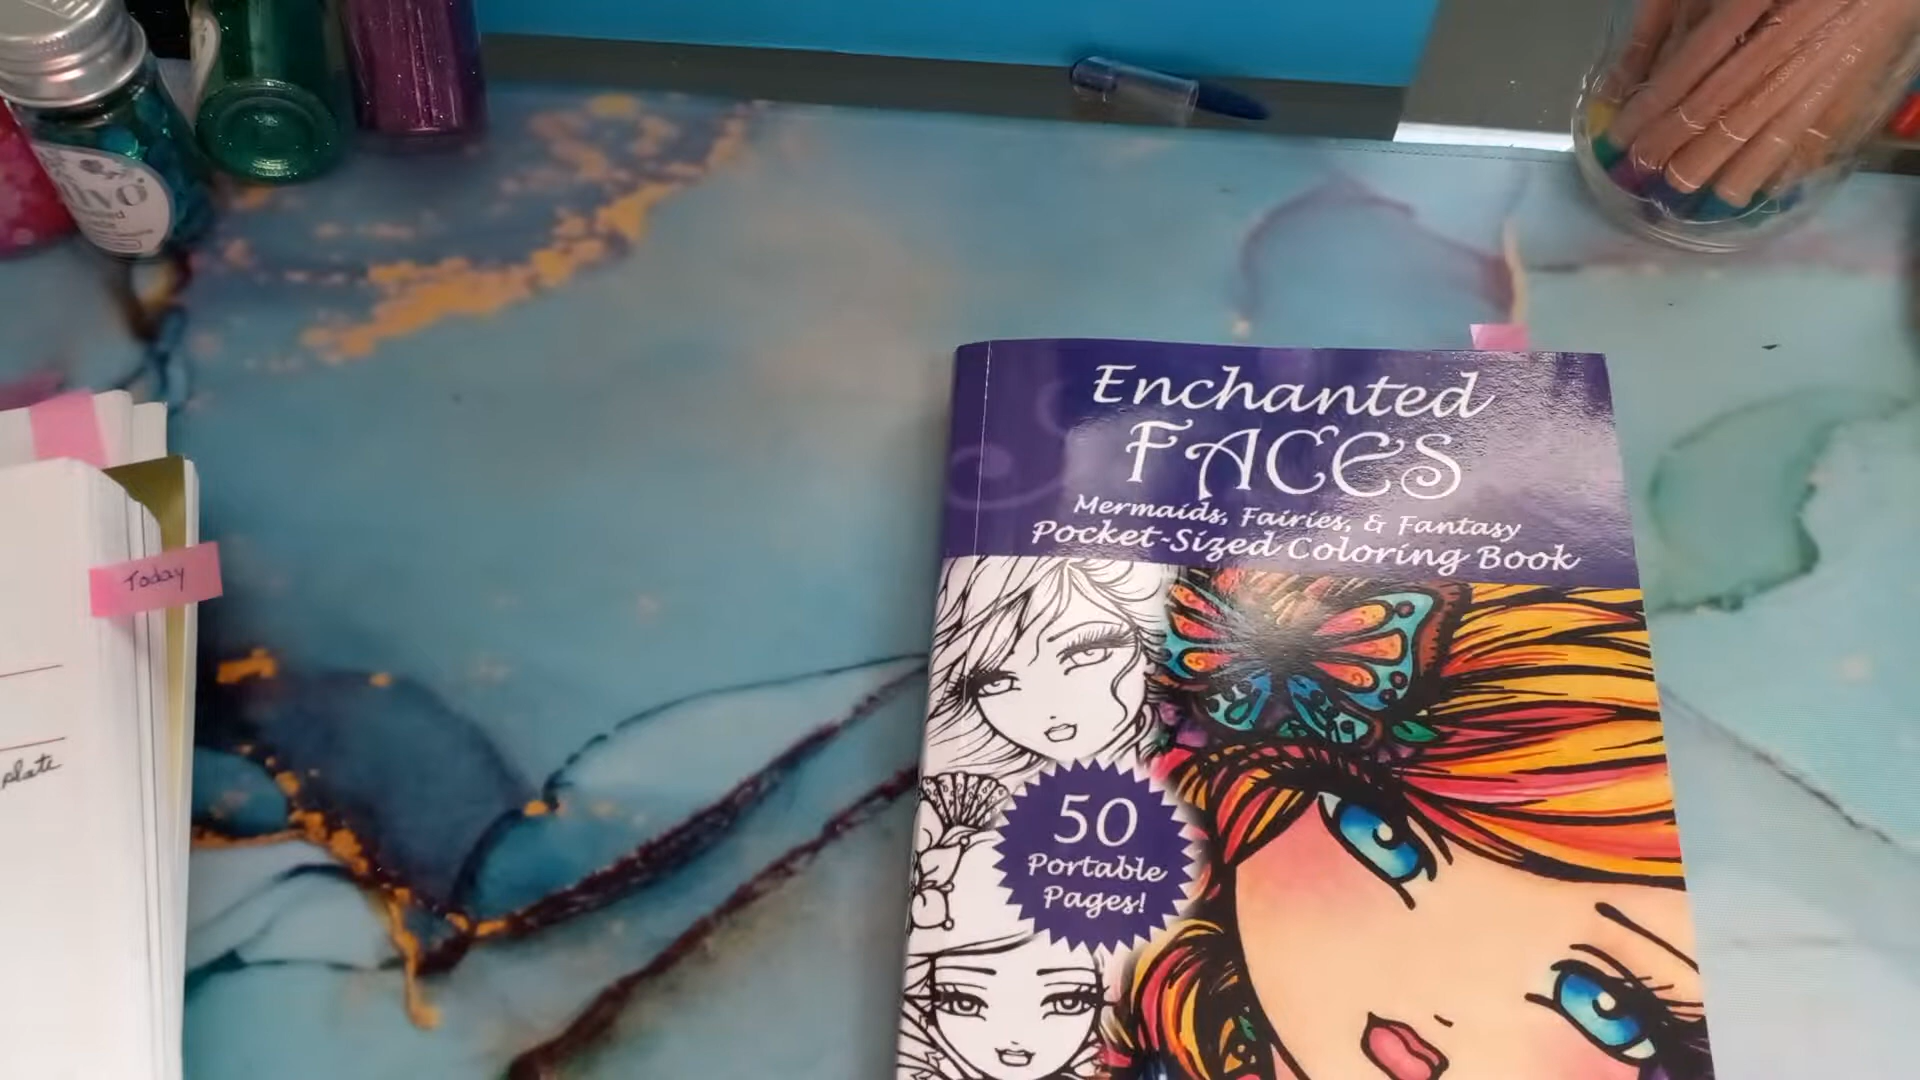 Enchanted
FACES
Mermaids, Fairies, & Fantasy
Pocket-Sized Coloring Book
50
Portable
Pages!
Today
plate